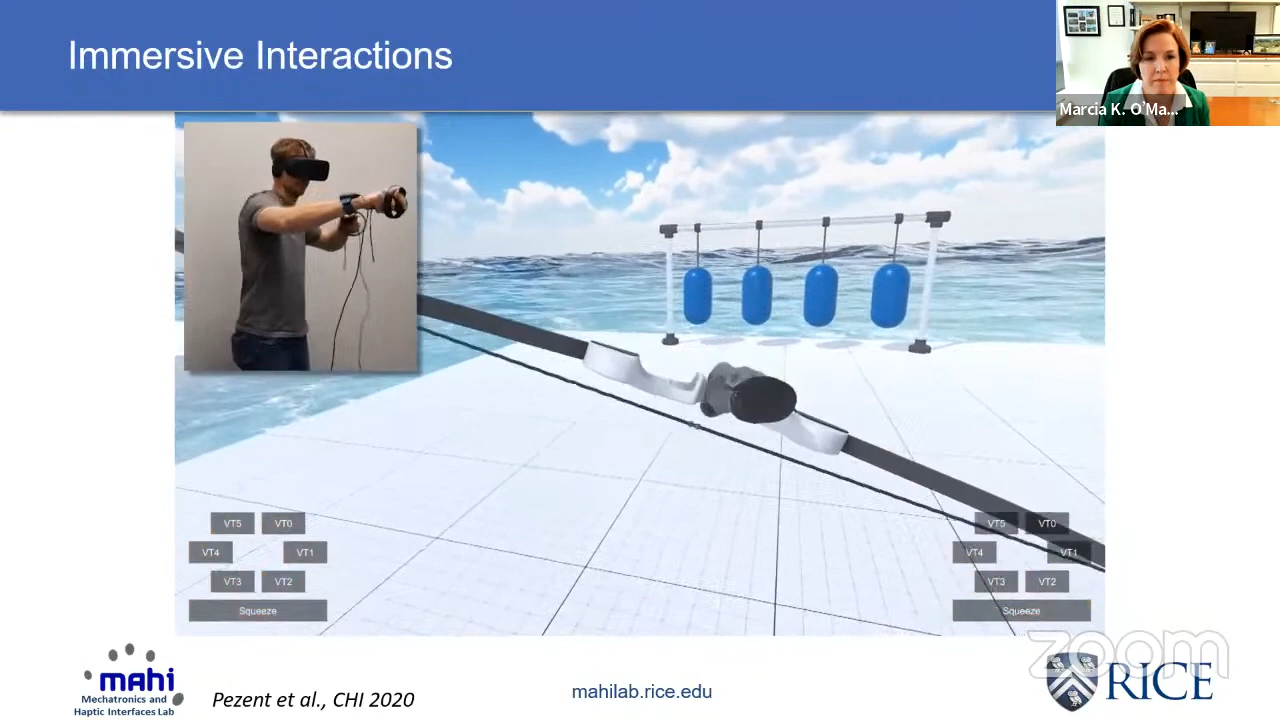 Immersive Interactions
Marcia K. O'Ma...
VT5 VT0
VT4 VT1
VT3 VT2
Squeeze
VT5 VT0
VT4 VT1
VT3 VT2
Squeeze
zoom
mahi
Mechatronics and
Haptic Interfaces Lab
Pezent et al., CHI 2020
mahilab.rice.edu
RICE